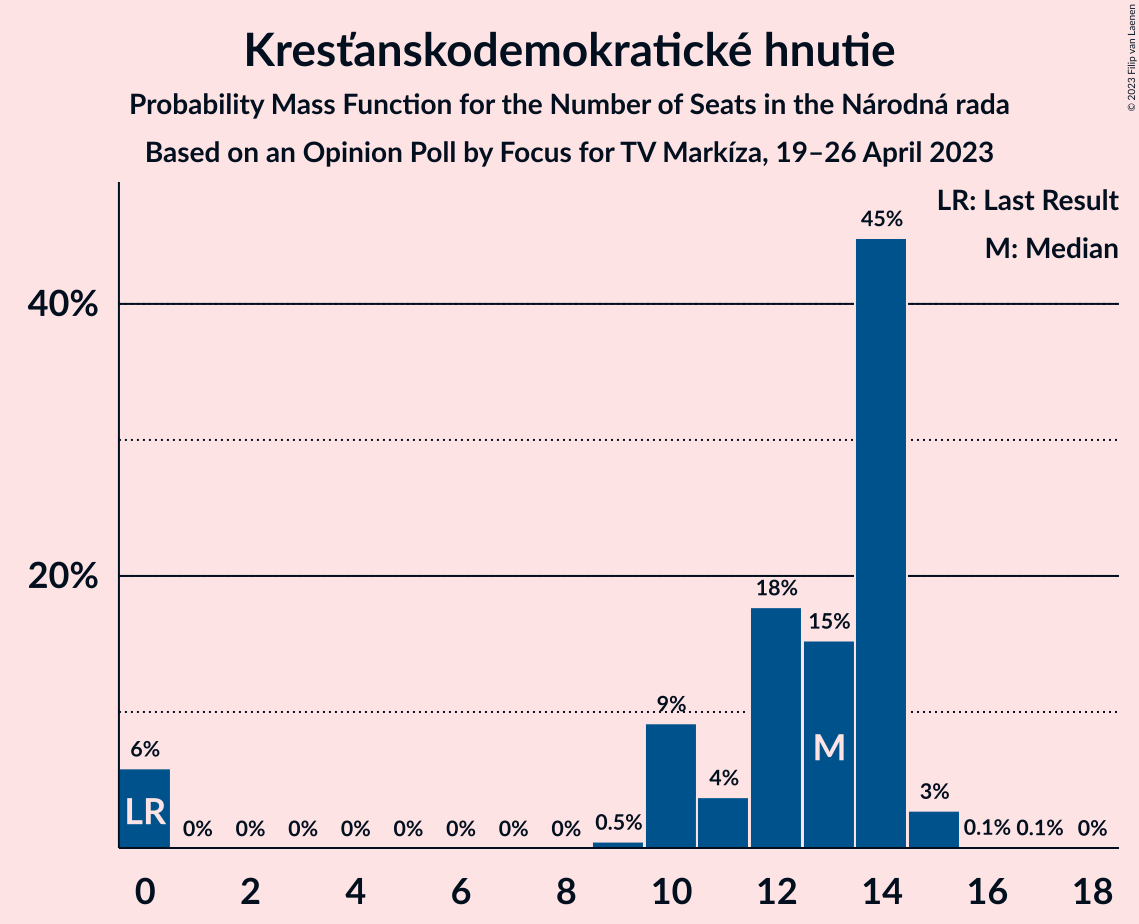 Kresťanskodemokratické hnutie
Probability Mass Function for the Number of Seats in the Národná rada
Based on an Opinion Poll by Focus for TV Markíza, 19–26 April 2023
© 2023 Filip van Laenen
LR: Last Result
M: Median
40%
20%
6%
0%
0%
0%
0%
0%
0%
0%
0%
0.5%
9%
4%
18%
15%
45%
3%
0.1%
0.1%
0%
LR
M
0 2 4 6 8 10 12 14 16 18